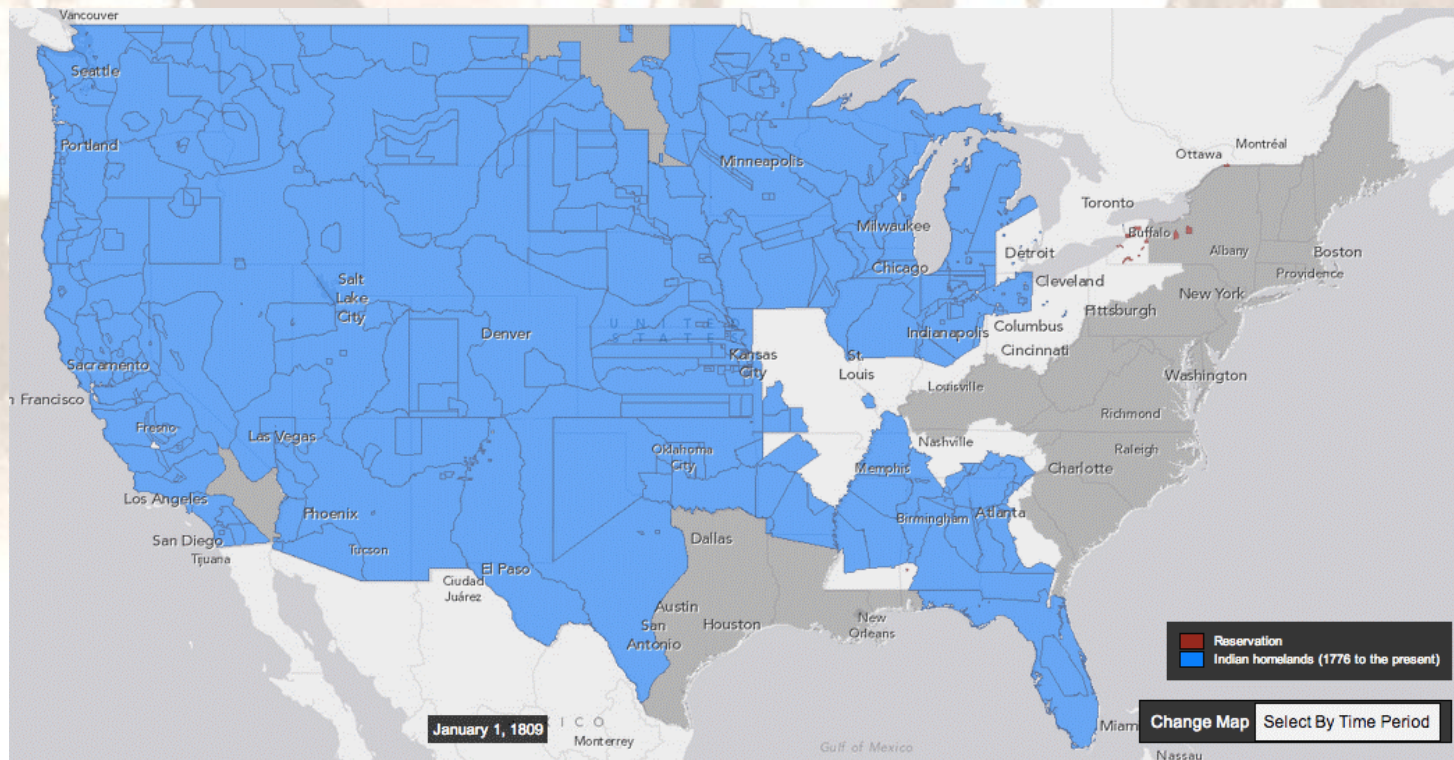 Vancouver
Seattle
Portland
Minneapolis
Ottawa
Montréal
Toronto
Milwaukee
Buffalo
Detroit
Albany
Boston
Chicago
Cleveland
Providence
Salt
Lake
City
New York
Pittsburgh
Denver
UNITED
STATES
Indianapolis
Columbus
Cincinnati
Sacramento
Kansas
City
St.
Louis
Louisville
Washington
n Francisco
Richmond
Fresno
Las Vegas
Oklahoma
City
Nashville
Raleigh
Memphis
Charlotte
Los Angeles
Phoenix
Birmingham
Atlanta
San Diego
Tijuana
Tucson
Dallas
El Paso
Ciudad
Juárez
Austin
San
Antonio
Houston
New
Orleans
Reservation
Indian homelands (1776 to the present)
January 1, 1809
ICO
Monterrey
Gulf of Mexico
Miam
Change Map
Select By Time Period
Nassau